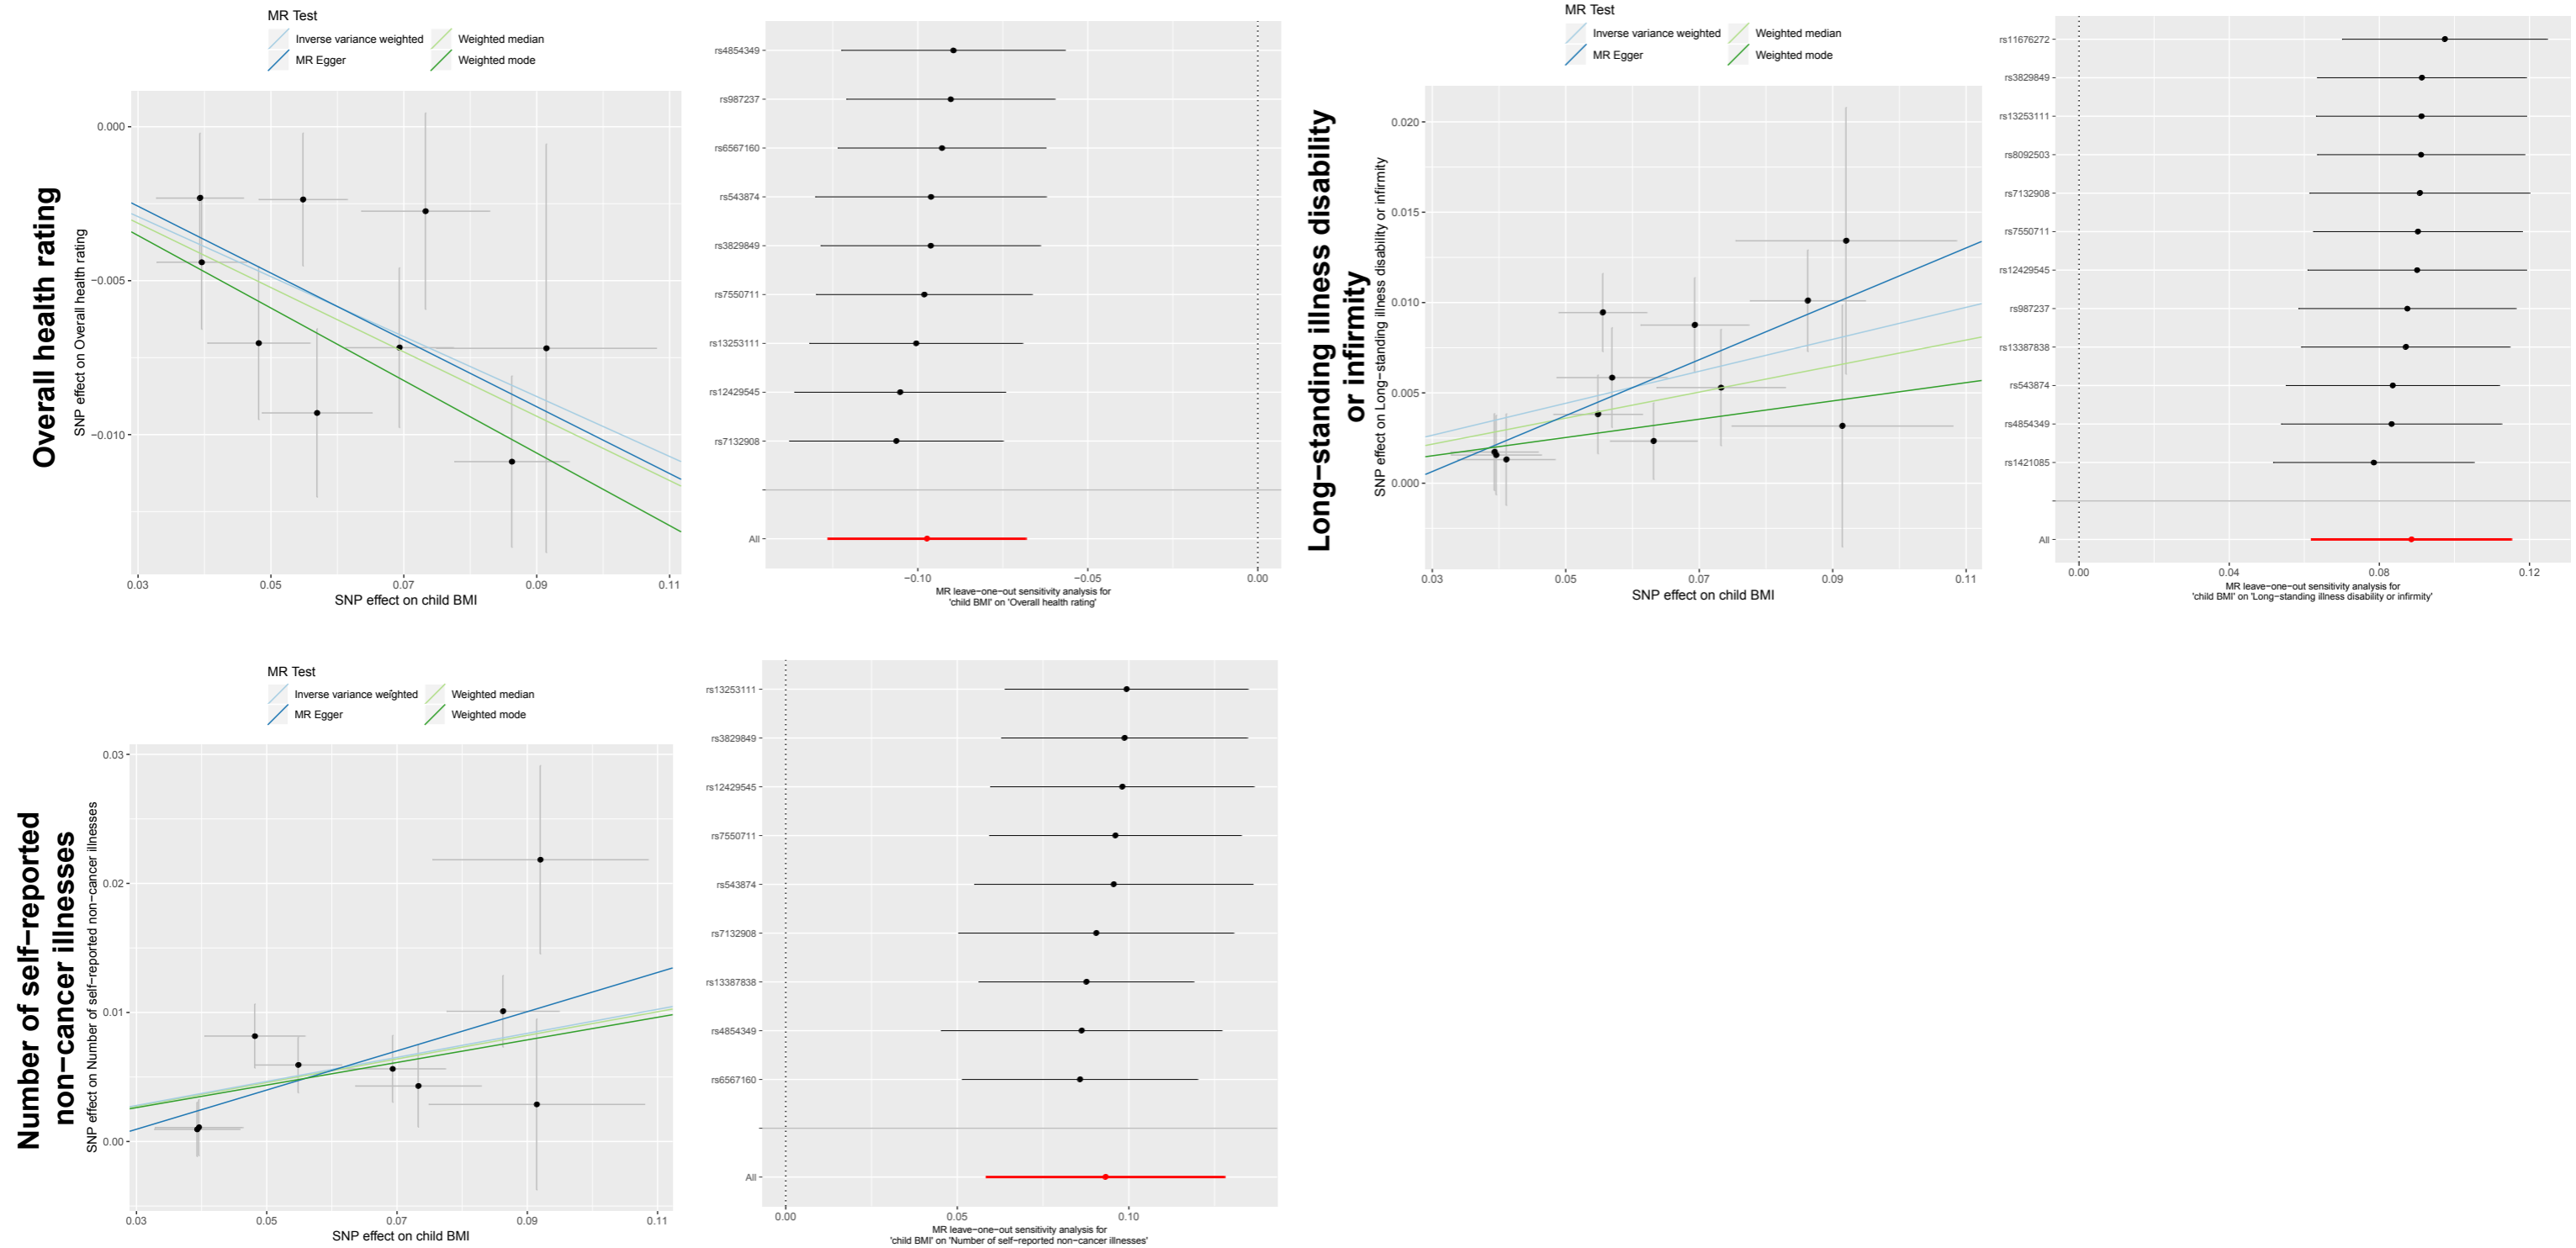 MR Test
Inverse variance weighted
Weighted median
MR Egger
Weighted mode
Overall health rating
SNP effect on Overall health rating
0.000
−0.005
−0.010
0.03
0.05
0.07
0.09
0.11
SNP effect on child BMI
rs4854349
rs987237
rs6567160
rs543874
rs3829849
rs7550711
rs13253111
rs12429545
rs7132908
All
−0.10
−0.05
0.00
MR leave−one−out sensitivity analysis for
'child BMI' on 'Overall health rating'
MR Test
Inverse variance weighted
Weighted median
MR Egger
Weighted mode
Long−standing illness disability
or infirmity
SNP effect on Long−standing illness disability or infirmity
0.020
0.015
0.010
0.005
0.000
0.03
0.05
0.07
0.09
0.11
SNP effect on child BMI
rs11676272
rs3829849
rs13253111
rs8092503
rs7132908
rs7550711
rs12429545
rs987237
rs13387838
rs543874
rs4854349
rs1421085
All
0.00
0.04
0.08
0.12
MR leave−one−out sensitivity analysis for
'child BMI' on 'Long−standing illness disability or infirmity'
MR Test
Inverse variance weighted
Weighted median
MR Egger
Weighted mode
Number of self−reported
non−cancer illnesses
SNP effect on Number of self−reported non−cancer illnesses
0.03
0.02
0.01
0.00
0.03
0.05
0.07
0.09
0.11
SNP effect on child BMI
rs13253111
rs3829849
rs12429545
rs7550711
rs543874
rs7132908
rs13387838
rs4854349
rs6567160
All
0.00
0.05
0.10
MR leave−one−out sensitivity analysis for
'child BMI' on 'Number of self−reported non−cancer illnesses'